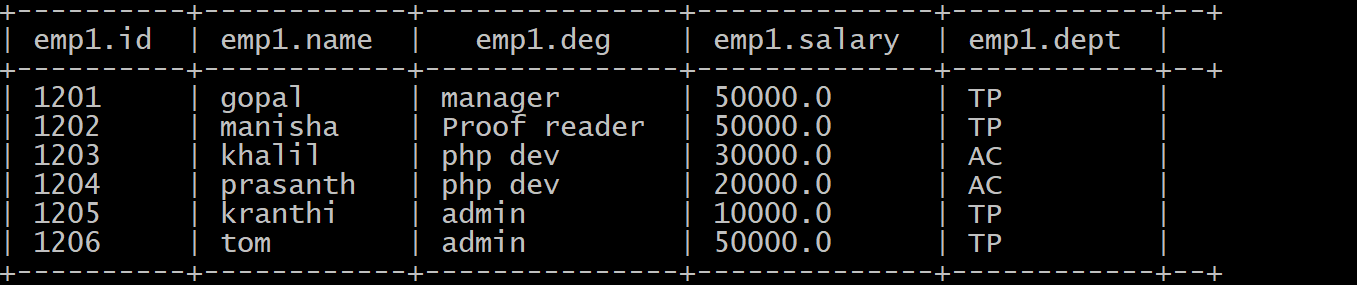 +----------+------------+---------------+--------------+------------+--+
| emp1.id | emp1.name | emp1.deg | emp1.salary | emp1.dept |
+----------+------------+---------------+--------------+------------+--+
| 1201 | gopal | manager | 50000.0 | TP |
| 1202 | manisha | Proof reader | 50000.0 | TP |
| 1203 | khalil | php dev | 30000.0 | AC |
| 1204 | prasanth | php dev | 20000.0 | AC |
| 1205 | kranthi | admin | 10000.0 | TP |
| 1206 | tom | admin | 50000.0 | TP |
+----------+------------+---------------+--------------+------------+--+